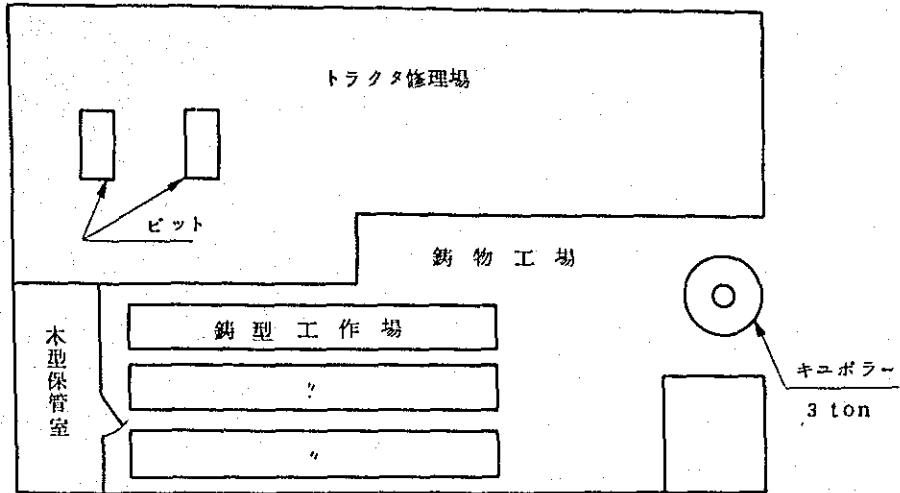 トラクタ修理場
ピット
鋳物工場
鋳型工作場
〃
〃
木型保管室
キユポラー
3 ton